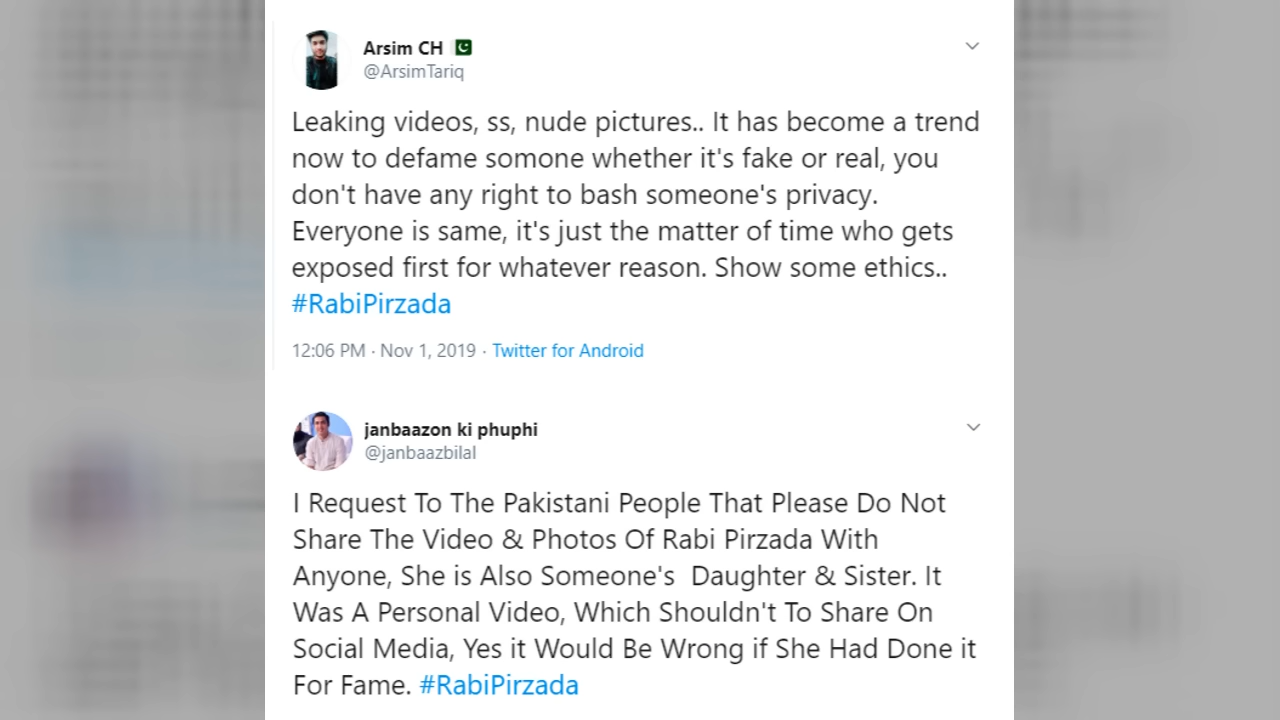 Arsim CH
@ArsimTariq
Leaking videos, ss, nude pictures.. It has become a trend
now to defame somone whether it's fake or real, you
don't have any right to bash someone's privacy.
Everyone is same, it's just the matter of time who gets
exposed first for whatever reason. Show some ethics..
#RabiPirzada
12:06 PM · Nov 1, 2019 · Twitter for Android
janbaazon ki phuphi
@janbaazbilal
I Request To The Pakistani People That Please Do Not
Share The Video & Photos Of Rabi Pirzada With
Anyone, She is Also Someone's  Daughter & Sister. It
Was A Personal Video, Which Shouldn't To Share On
Social Media, Yes it Would Be Wrong if She Had Done it
For Fame. #RabiPirzada